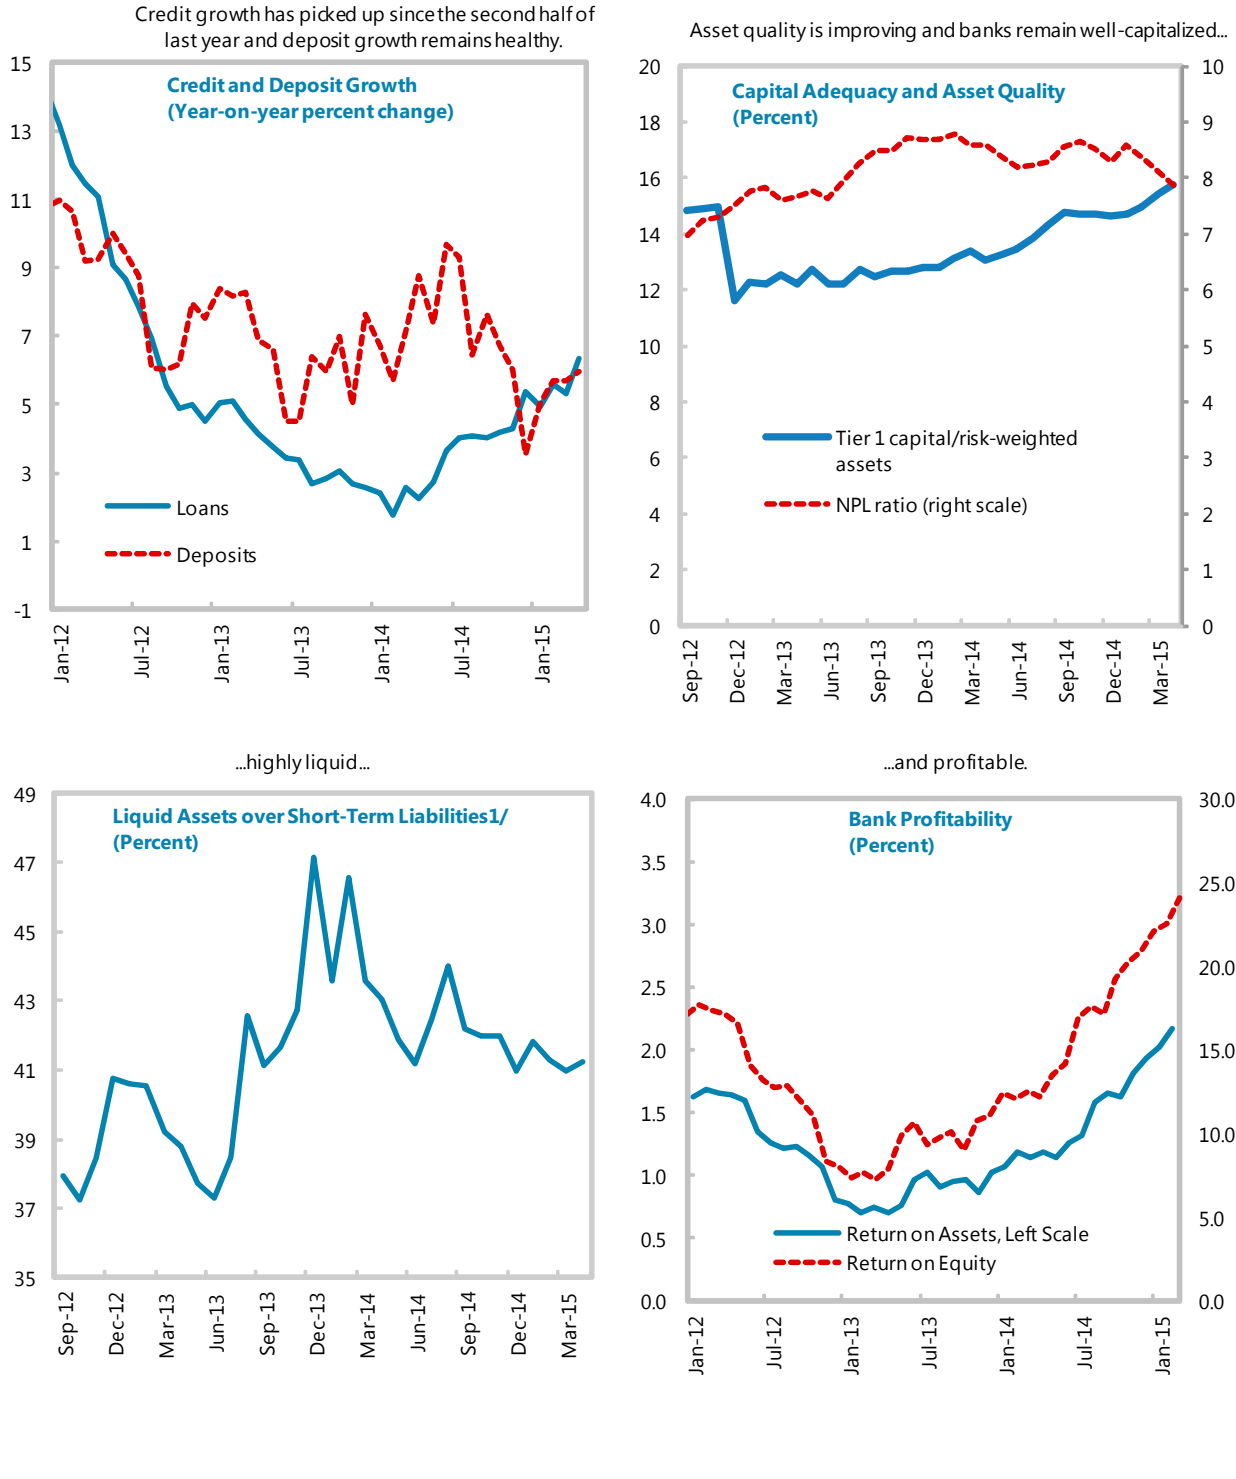 Credit growth has picked up since the second half of
last year and deposit growth remains healthy.
15
13
11
9
7
5
3
1
-1
Credit and Deposit Growth
(Year-on-year percent change)
Loans
Deposits
Jan-12
Jul-12
Jan-13
Jul-13
Jan-14
Jul-14
Jan-15
Asset quality is improving and banks remain well-capitalized...
20
18
16
14
12
10
8
6
4
2
0
Capital Adequacy and Asset Quality
(Percent)
Tier 1 capital/risk-weighted
assets
NPL ratio (right scale)
10
9
8
7
6
5
4
3
2
1
0
Sep-12
Dec-12
Mar-13
Jun-13
Sep-13
Dec-13
Mar-14
Jun-14
Sep-14
Dec-14
Mar-15
...highly liquid...
49
47
45
43
41
39
37
35
Liquid Assets over Short-Term Liabilities1/
(Percent)
Sep-12
Dec-12
Mar-13
Jun-13
Sep-13
Dec-13
Mar-14
Jun-14
Sep-14
Dec-14
Mar-15
...and profitable.
4.0
3.5
3.0
2.5
2.0
1.5
1.0
0.5
0.0
Bank Profitability
(Percent)
Return on Assets, Left Scale
Return on Equity
30.0
25.0
20.0
15.0
10.0
5.0
0.0
Jan-12
Jul-12
Jan-13
Jul-13
Jan-14
Jul-14
Jan-15